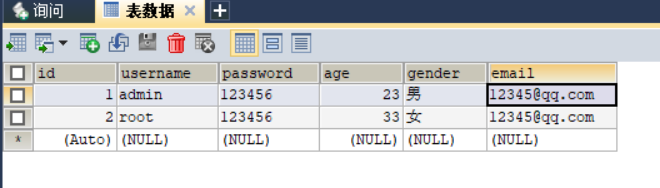 询问 表数据
id username password age gender email
1 admin 123456 23 男 12345@qq.com
2 root 123456 33 女 12345@qq.com
* (Auto) (NULL) (NULL) (NULL) (NULL) (NULL)